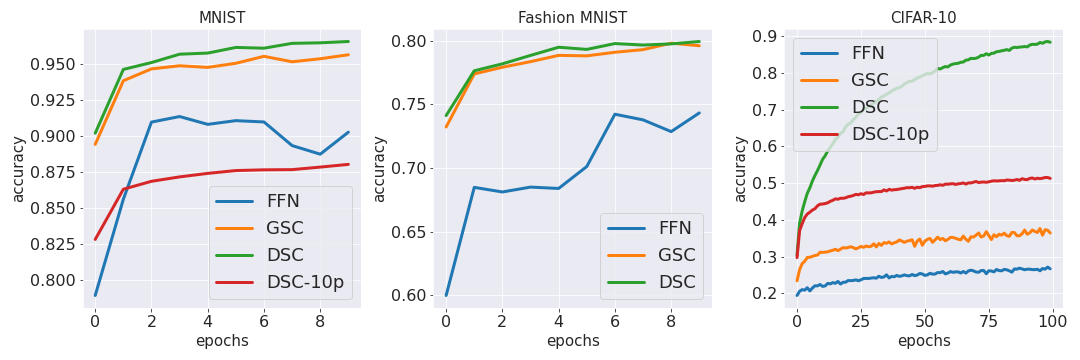 MNIST
accuracy
0.950
0.925
0.900
0.875
0.850
0.825
0.800
0 2 4 6 8
epochs
FFN
GSC
DSC
DSC-10p
Fashion MNIST
accuracy
0.80
0.75
0.70
0.65
0.60
0 2 4 6 8
epochs
FFN
GSC
DSC
CIFAR-10
accuracy
0.9
0.8
0.7
0.6
0.5
0.4
0.3
0.2
0 25 50 75 100
epochs
FFN
GSC
DSC
DSC-10p